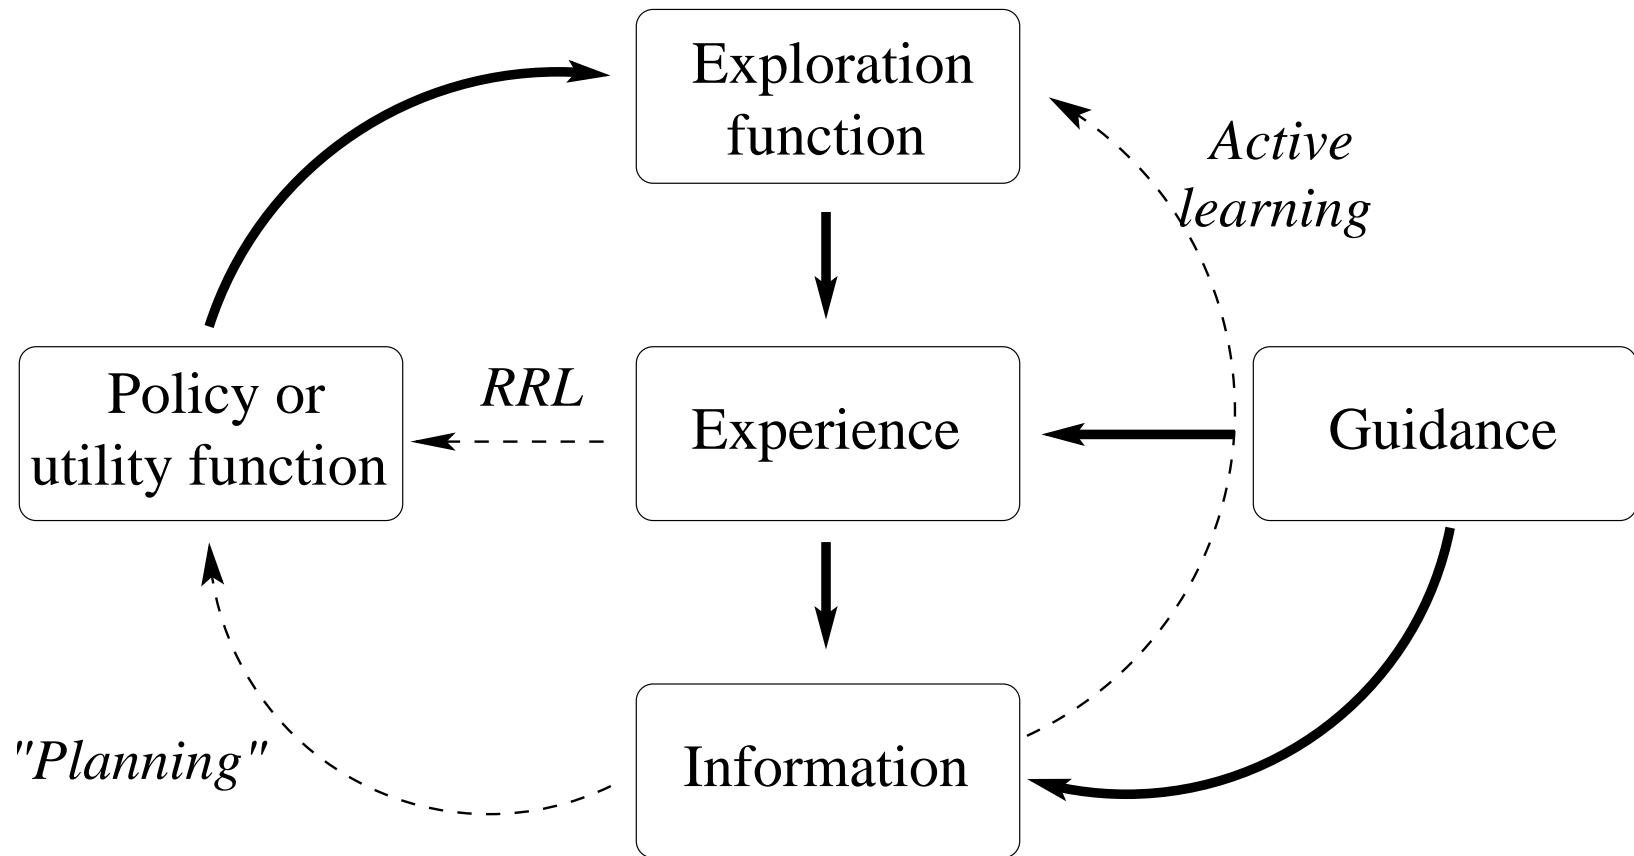 Exploration
function
Active
learning
Policy or
utility function
RRL
Experience
Guidance
"Planning"
Information